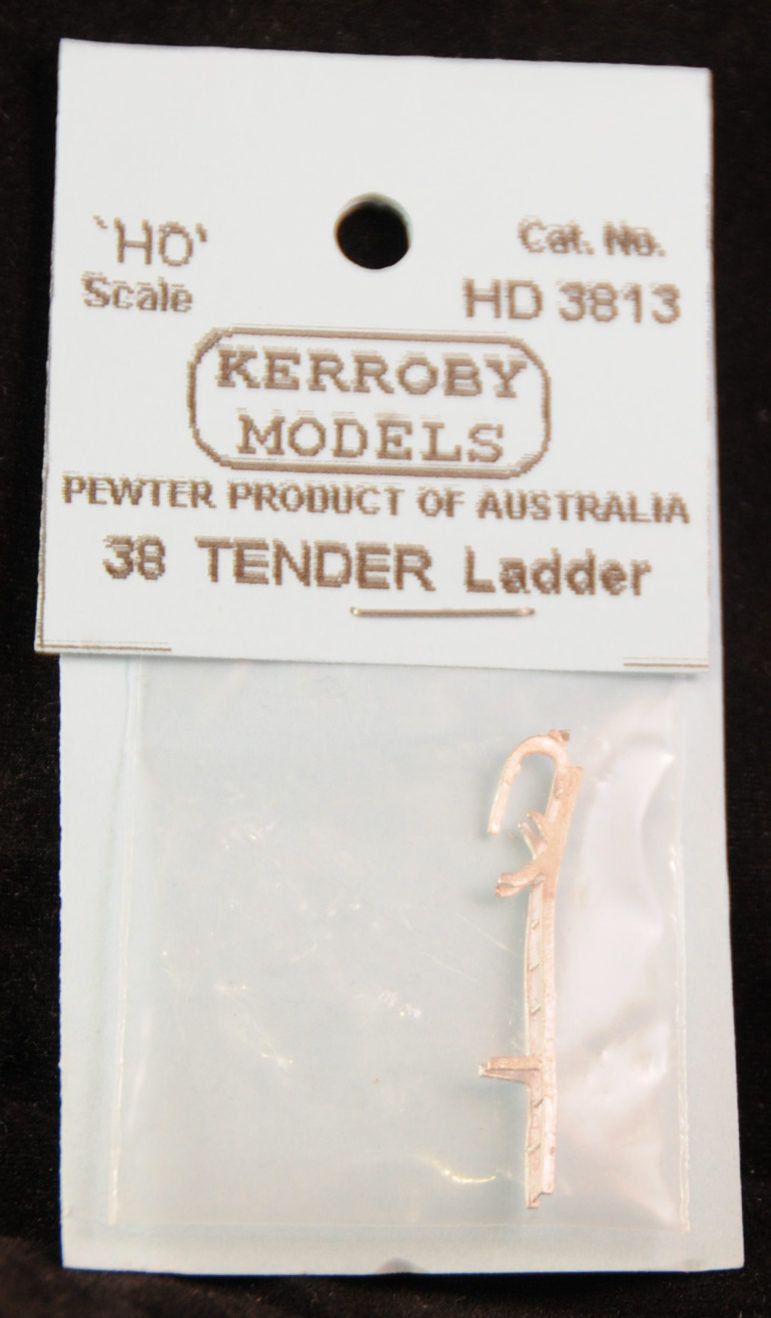 'HO' Cat. No.
Scale HD 3813
KERROBY
MODELS
PEWTER PRODUCT OF AUSTRALIA
38 TENDER Ladder